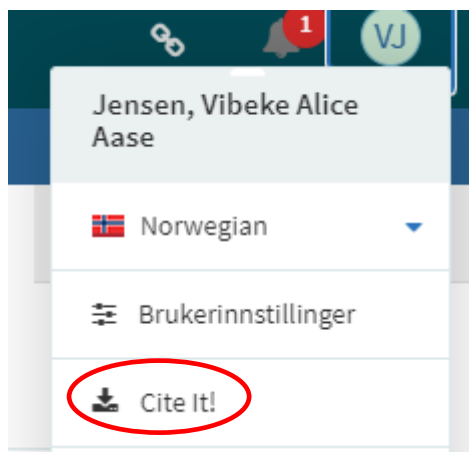 1
VJ
Jensen, Vibeke Alice
Aase
Norwegian
Brukerinnstillinger
Cite It!